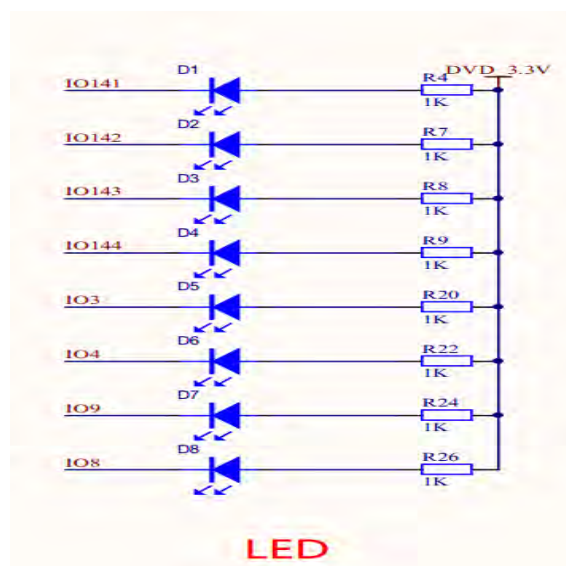 D1 R4 DVD_3.3V
IO141 1K
D2 R7
IO142 1K
D3 R8
IO143 1K
D4 R9
IO144 1K
D5 R20
IO3 1K
D6 R22
IO4 1K
D7 R24
IO9 1K
D8 R26
IO8 1K
LED